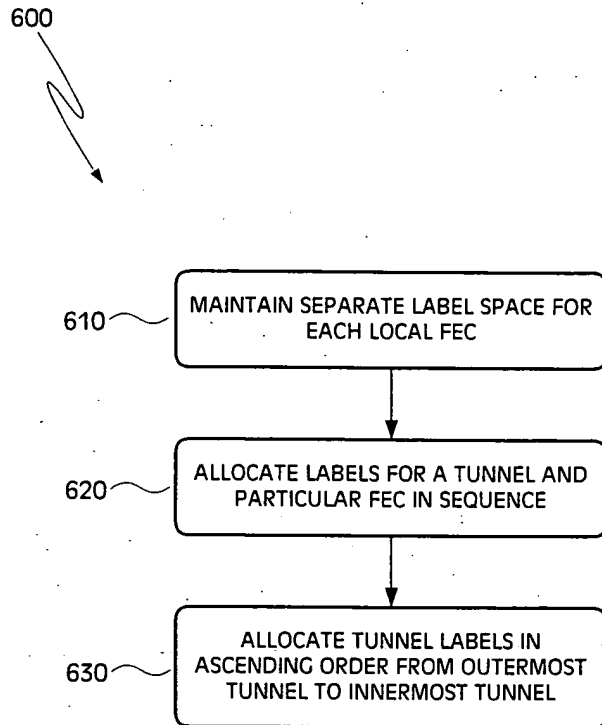 600
610
MAINTAIN SEPARATE LABEL SPACE FOR
EACH LOCAL FEC
620
ALLOCATE LABELS FOR A TUNNEL AND
PARTICULAR FEC IN SEQUENCE
630
ALLOCATE TUNNEL LABELS IN
ASCENDING ORDER FROM OUTERMOST
TUNNEL TO INNERMOST TUNNEL